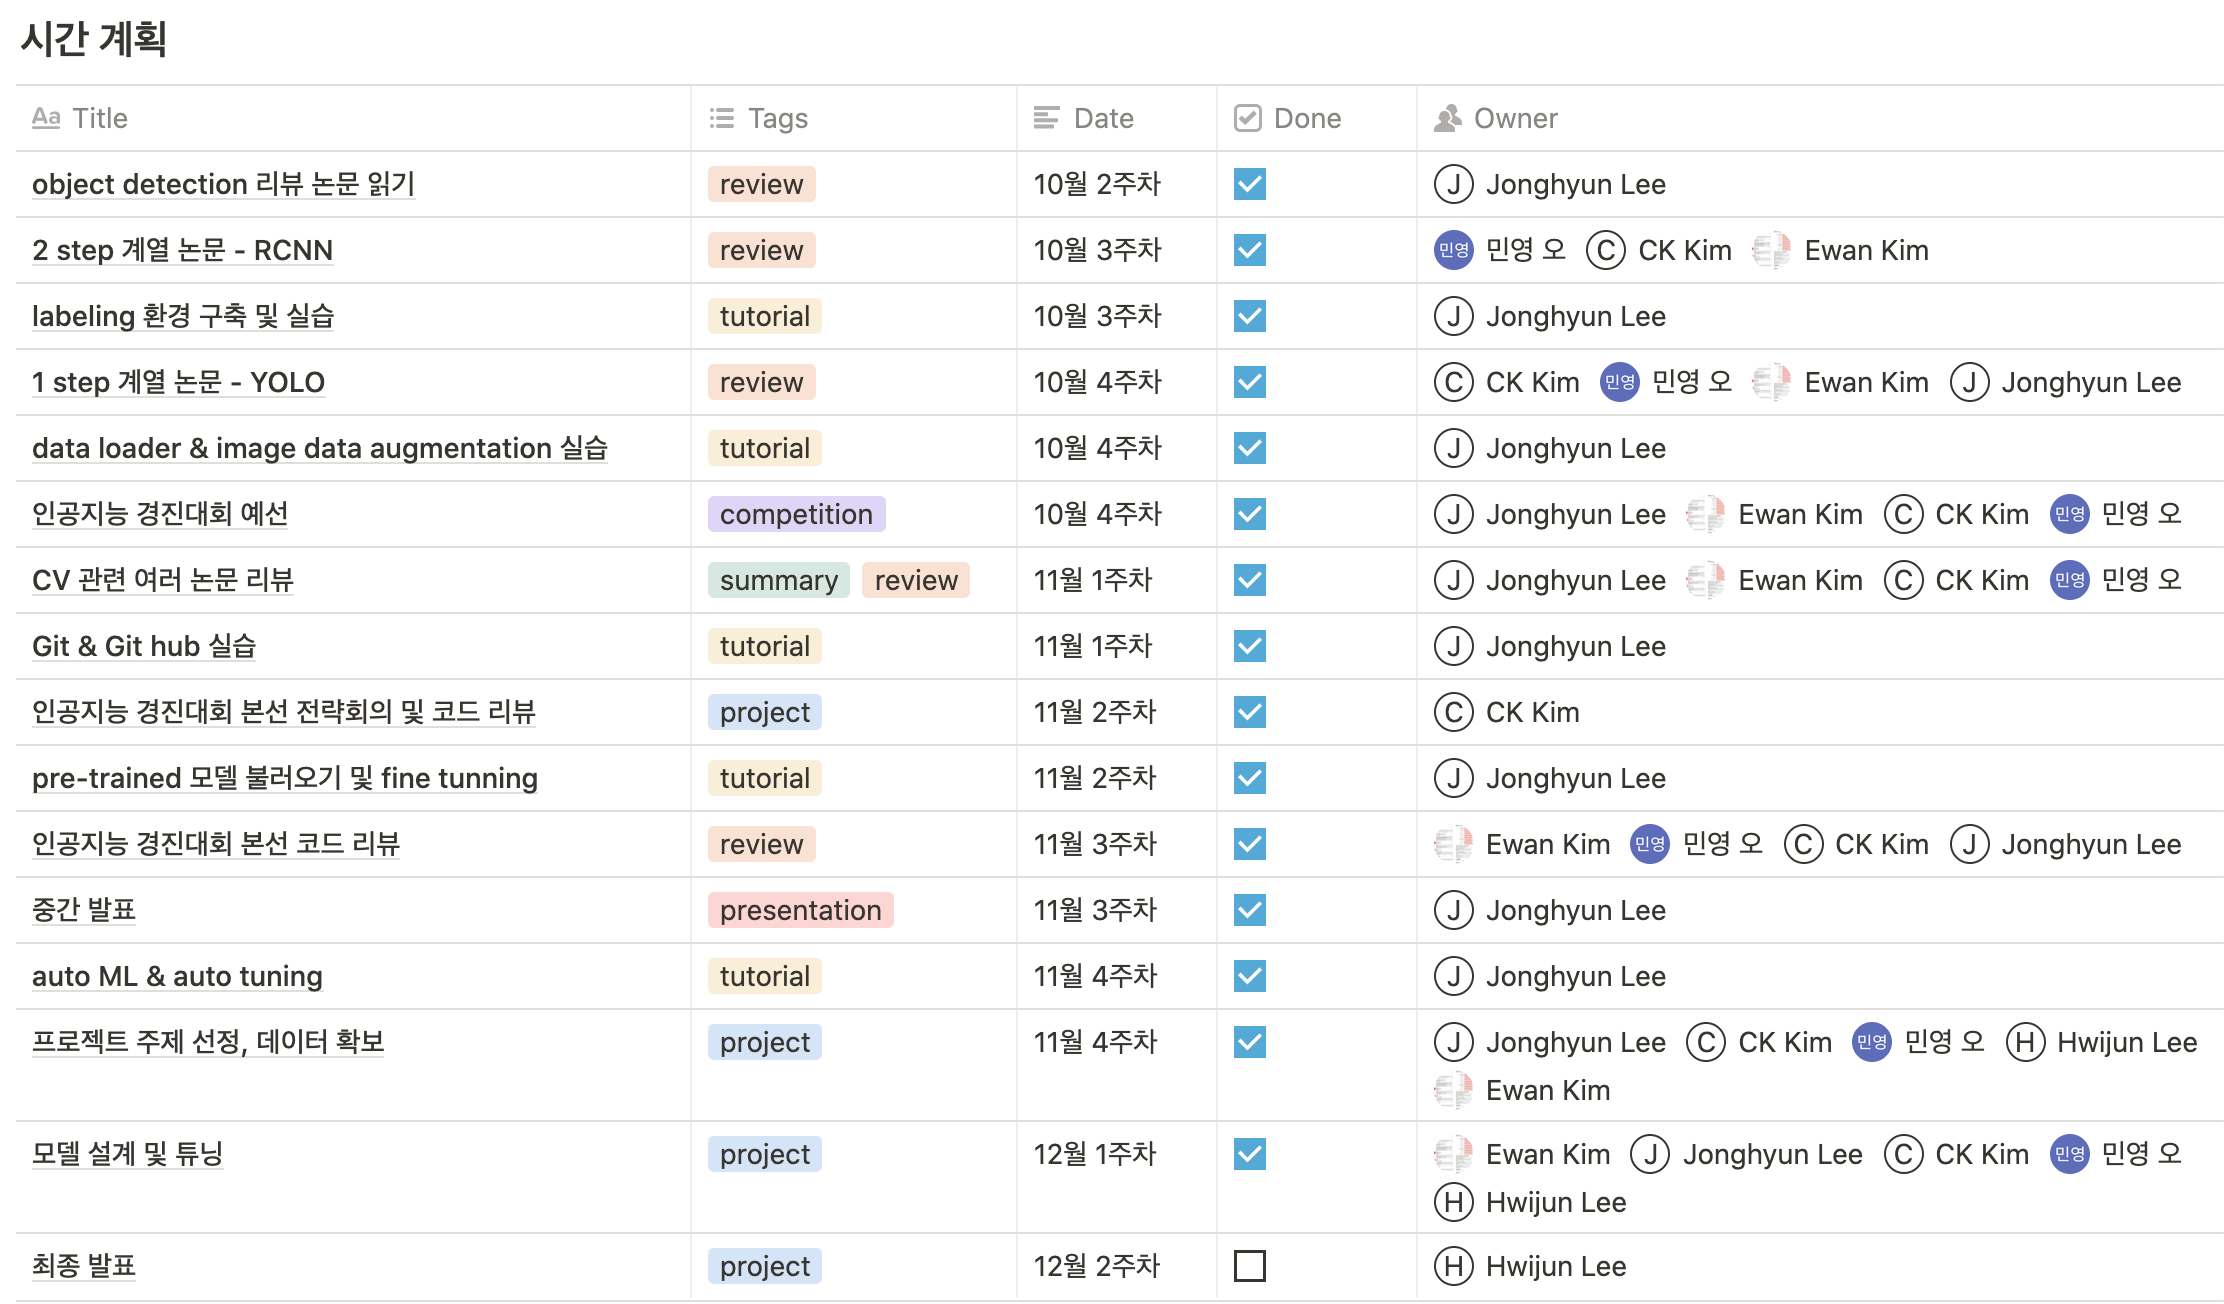 시간 계획
Aa Title Tags Date Done Owner
object detection 리뷰 논문 읽기 review 10월 2주차 J Jonghyun Lee
2 step 계열 논문 - RCNN review 10월 3주차 민영 민영 오 C CK Kim Ewan Kim
labeling 환경 구축 및 실습 tutorial 10월 3주차 J Jonghyun Lee
1 step 계열 논문 - YOLO review 10월 4주차 C CK Kim 민영 민영 오 Ewan Kim J Jonghyun Lee
data loader & image data augmentation 실습 tutorial 10월 4주차 J Jonghyun Lee
인공지능 경진대회 예선 competition 10월 4주차 J Jonghyun Lee Ewan Kim C CK Kim 민영 민영 오
CV 관련 여러 논문 리뷰 summary review 11월 1주차 J Jonghyun Lee Ewan Kim C CK Kim 민영 민영 오
Git & Git hub 실습 tutorial 11월 1주차 J Jonghyun Lee
인공지능 경진대회 본선 전략회의 및 코드 리뷰 project 11월 2주차 C CK Kim
pre-trained 모델 불러오기 및 fine tunning tutorial 11월 2주차 J Jonghyun Lee
인공지능 경진대회 본선 코드 리뷰 review 11월 3주차 Ewan Kim 민영 민영 오 C CK Kim J Jonghyun Lee
중간 발표 presentation 11월 3주차 J Jonghyun Lee
auto ML & auto tuning tutorial 11월 4주차 J Jonghyun Lee
프로젝트 주제 선정, 데이터 확보 project 11월 4주차 J Jonghyun Lee C CK Kim 민영 민영 오 H Hwijun Lee
Ewan Kim
모델 설계 및 튜닝 project 12월 1주차 Ewan Kim J Jonghyun Lee C CK Kim 민영 민영 오
H Hwijun Lee
최종 발표 project 12월 2주차 H Hwijun Lee